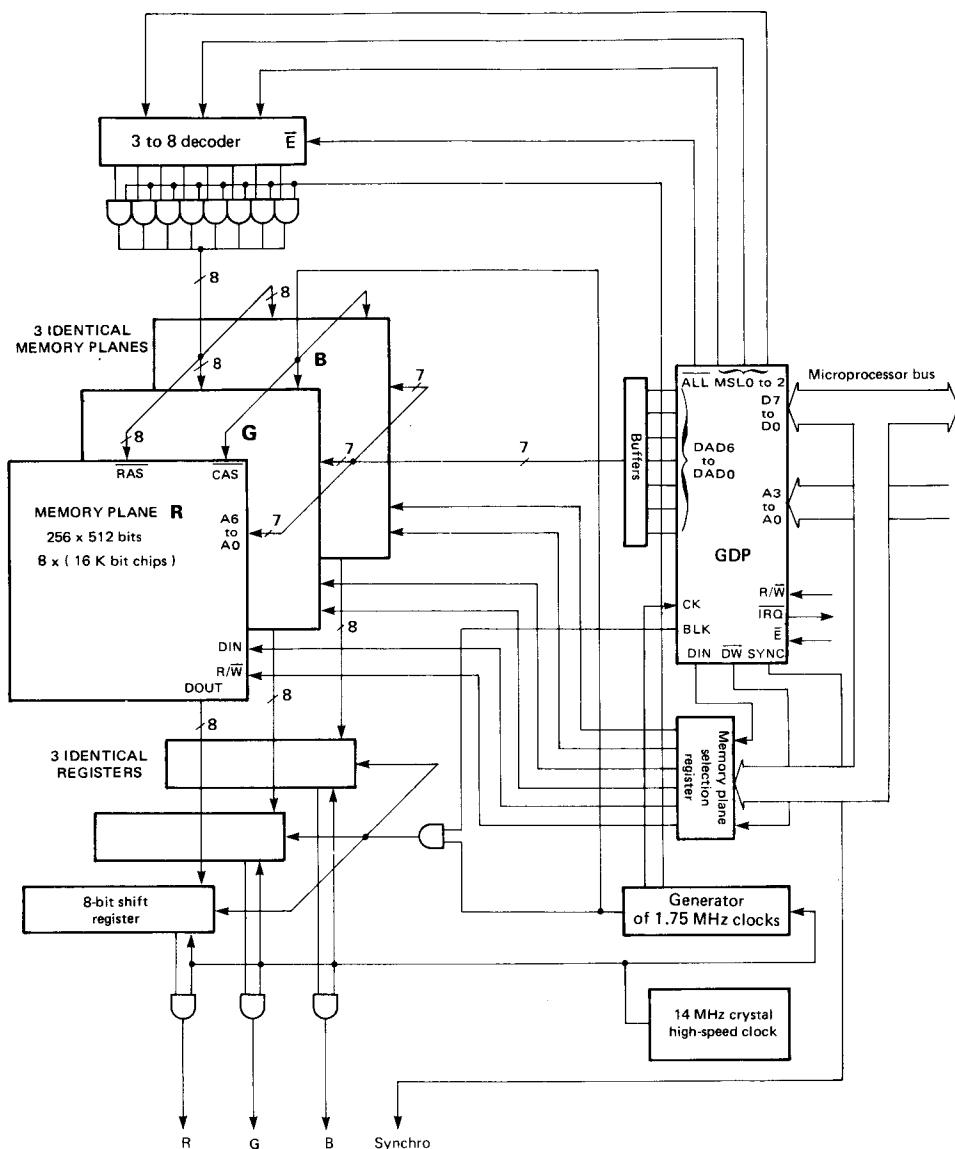 3 to 8 decoder
E
8
8
3 IDENTICAL
MEMORY PLANES
B
8
7
ALL MSL0 to 2
Microprocessor bus
D7
to
D0
8
G
7
7
Buffers
DAD6
to
DAD0
RAS
CAS
MEMORY PLANE R
256 x 512 bits
8 x ( 16 K bit chips )
A6
to
A0
7
A3
to
A0
GDP
CK
R/W
IRQ
BLK
E
8
DIN
R/W
DOUT
DIN DW SYNC
8
8
3 IDENTICAL
REGISTERS
Memory plane
selection
register
8-bit shift
register
Generator
of 1.75 MHz clocks
14 MHz crystal
high-speed clock
R
G
B
Synchro